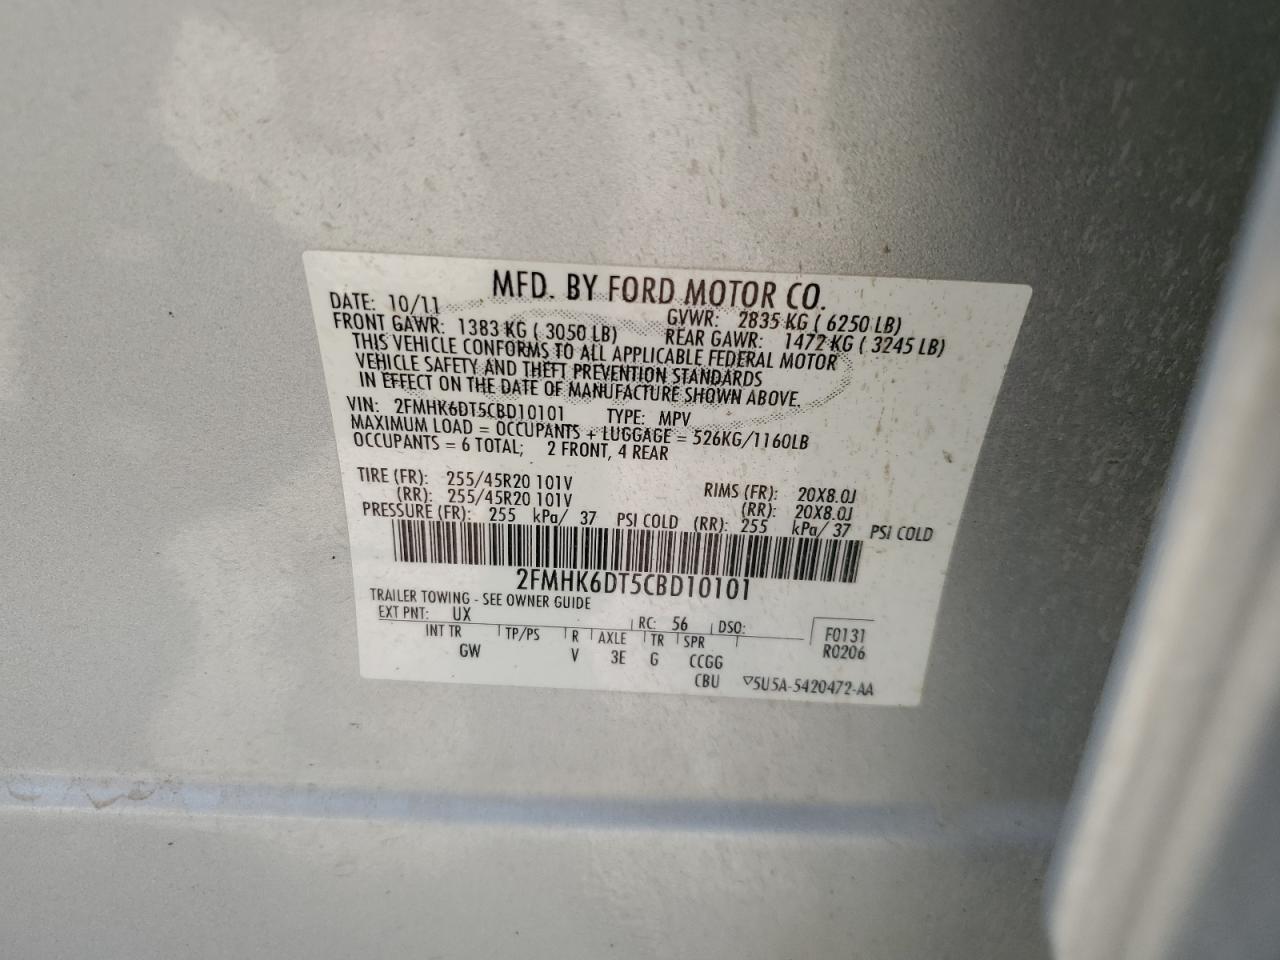 MFD. BY FORD MOTOR CO.
DATE: 10/11 GVWR: 2835 KG ( 6250 LB)
FRONT GAWR: 1383 KG ( 3050 LB) REAR GAWR: 1472 KG ( 3245 LB)
THIS VEHICLE CONFORMS TO ALL APPLICABLE FEDERAL MOTOR
VEHICLE SAFETY AND THEFT PREVENTION STANDARDS
IN EFFECT ON THE DATE OF MANUFACTURE SHOWN ABOVE.
VIN: 2FMHK6DT5CBD10101 TYPE: MPV
MAXIMUM LOAD = OCCUPANTS + LUGGAGE = 526KG/1160LB
OCCUPANTS = 6 TOTAL; 2 FRONT, 4 REAR
TIRE (FR): 255/45R20 101V RIMS (FR): 20X8.0J
(RR): 255/45R20 101V (RR): 20X8.0J
PRESSURE (FR): 255 kPa/ 37 PSI COLD (RR): 255 kPa/ 37 PSI COLD
2FMHK6DT5CBD10101
TRAILER TOWING - SEE OWNER GUIDE
EXT PNT: UX RC: 56 DSO: F0131
INT TR TP/PS R AXLE TR SPR R0206
GW V 3E G CCGG
CBU ▽5U5A-5420472-AA